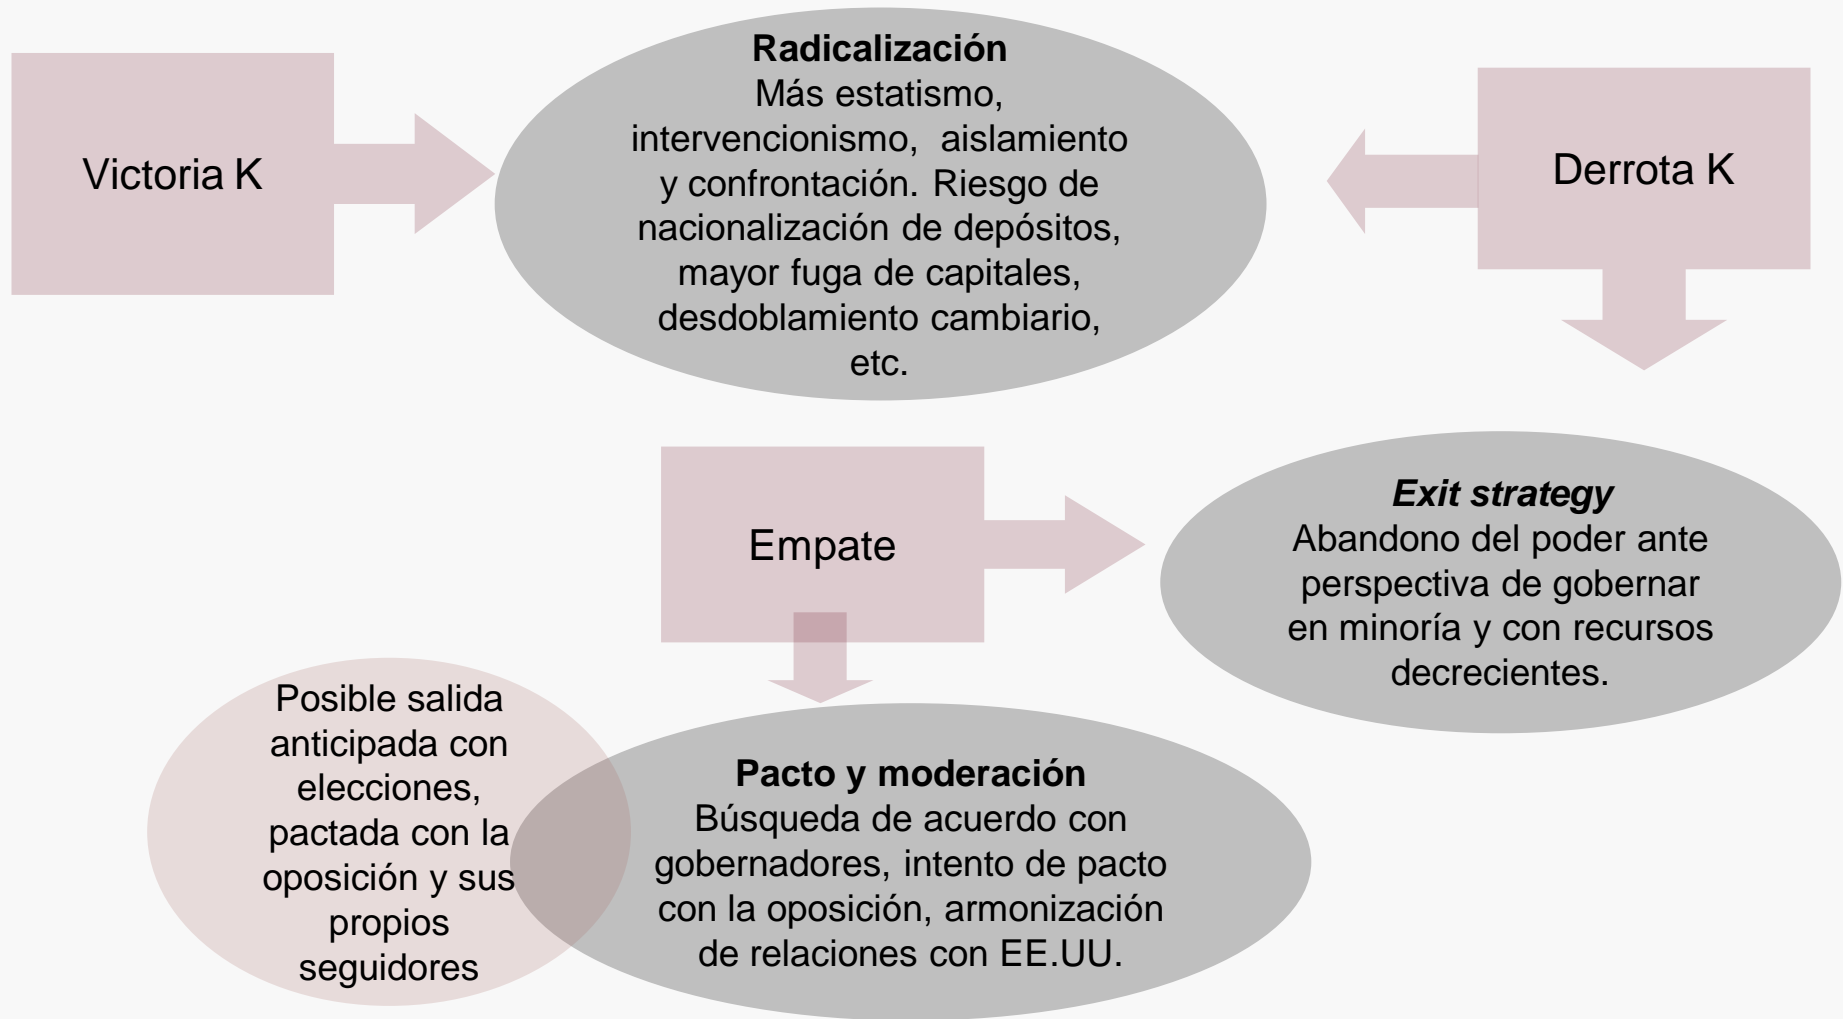 Victoria K
Radicalización
Más estatismo,
intervencionismo, aislamiento
y confrontación. Riesgo de
nacionalización de depósitos,
mayor fuga de capitales,
desdoblamiento cambiario,
etc.
Derrota K
Empate
Exit strategy
Abandono del poder ante
perspectiva de gobernar
en minoría y con recursos
decrecientes.
Posible salida
anticipada con
elecciones,
pactada con la
oposición y sus
propios
seguidores
Pacto y moderación
Búsqueda de acuerdo con
gobernadores, intento de pacto
con la oposición, armonización
de relaciones con EE.UU.